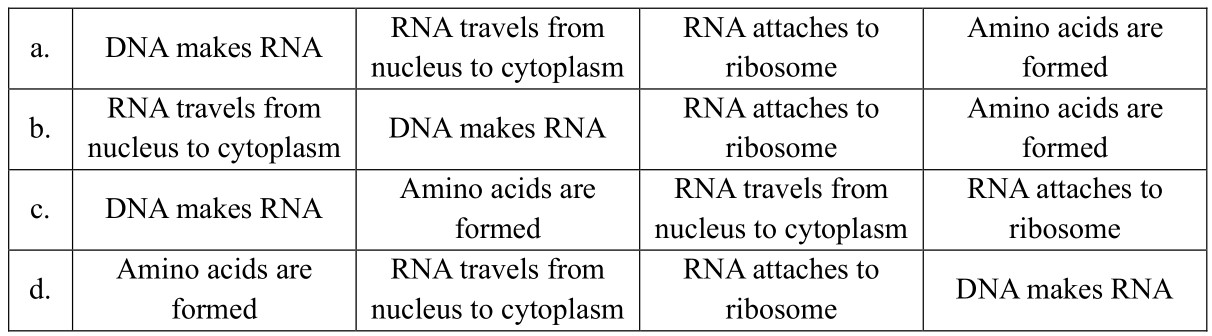 a.
DNA makes RNA
RNA travels from
nucleus to cytoplasm
RNA attaches to
ribosome
Amino acids are
formed
b.
RNA travels from
nucleus to cytoplasm
DNA makes RNA
RNA attaches to
ribosome
Amino acids are
formed
c.
DNA makes RNA
Amino acids are
formed
RNA travels from
nucleus to cytoplasm
RNA attaches to
ribosome
d.
Amino acids are
formed
RNA travels from
nucleus to cytoplasm
RNA attaches to
ribosome
DNA makes RNA